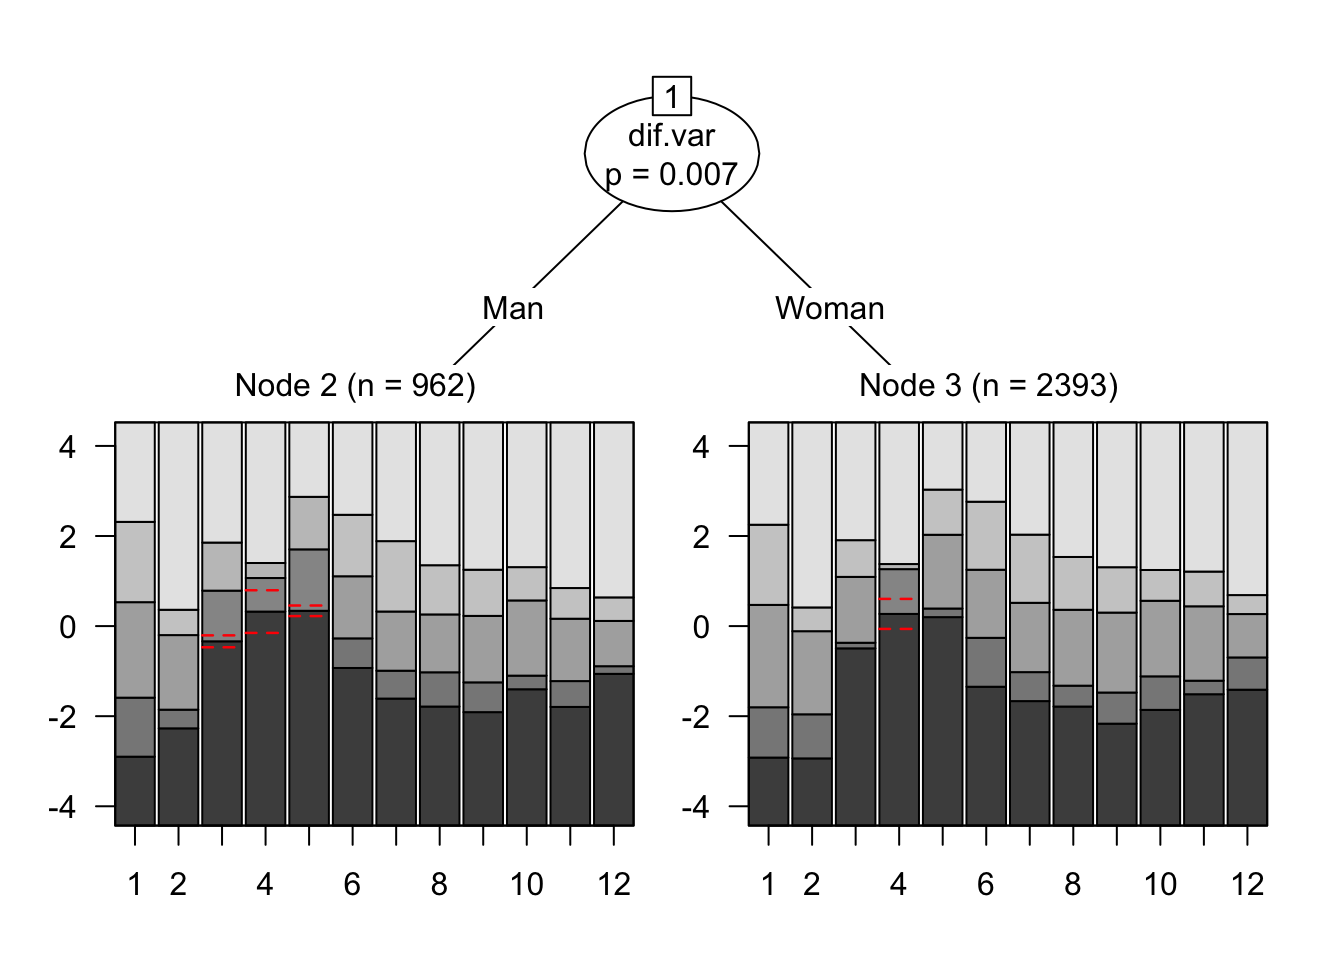 1
dif.var
p = 0.007
Man
Woman
Node 2 (n = 962)
Node 3 (n = 2393)
4
2
0
-2
-4
1 2 4 6 8 10 12
4
2
0
-2
-4
1 2 4 6 8 10 12